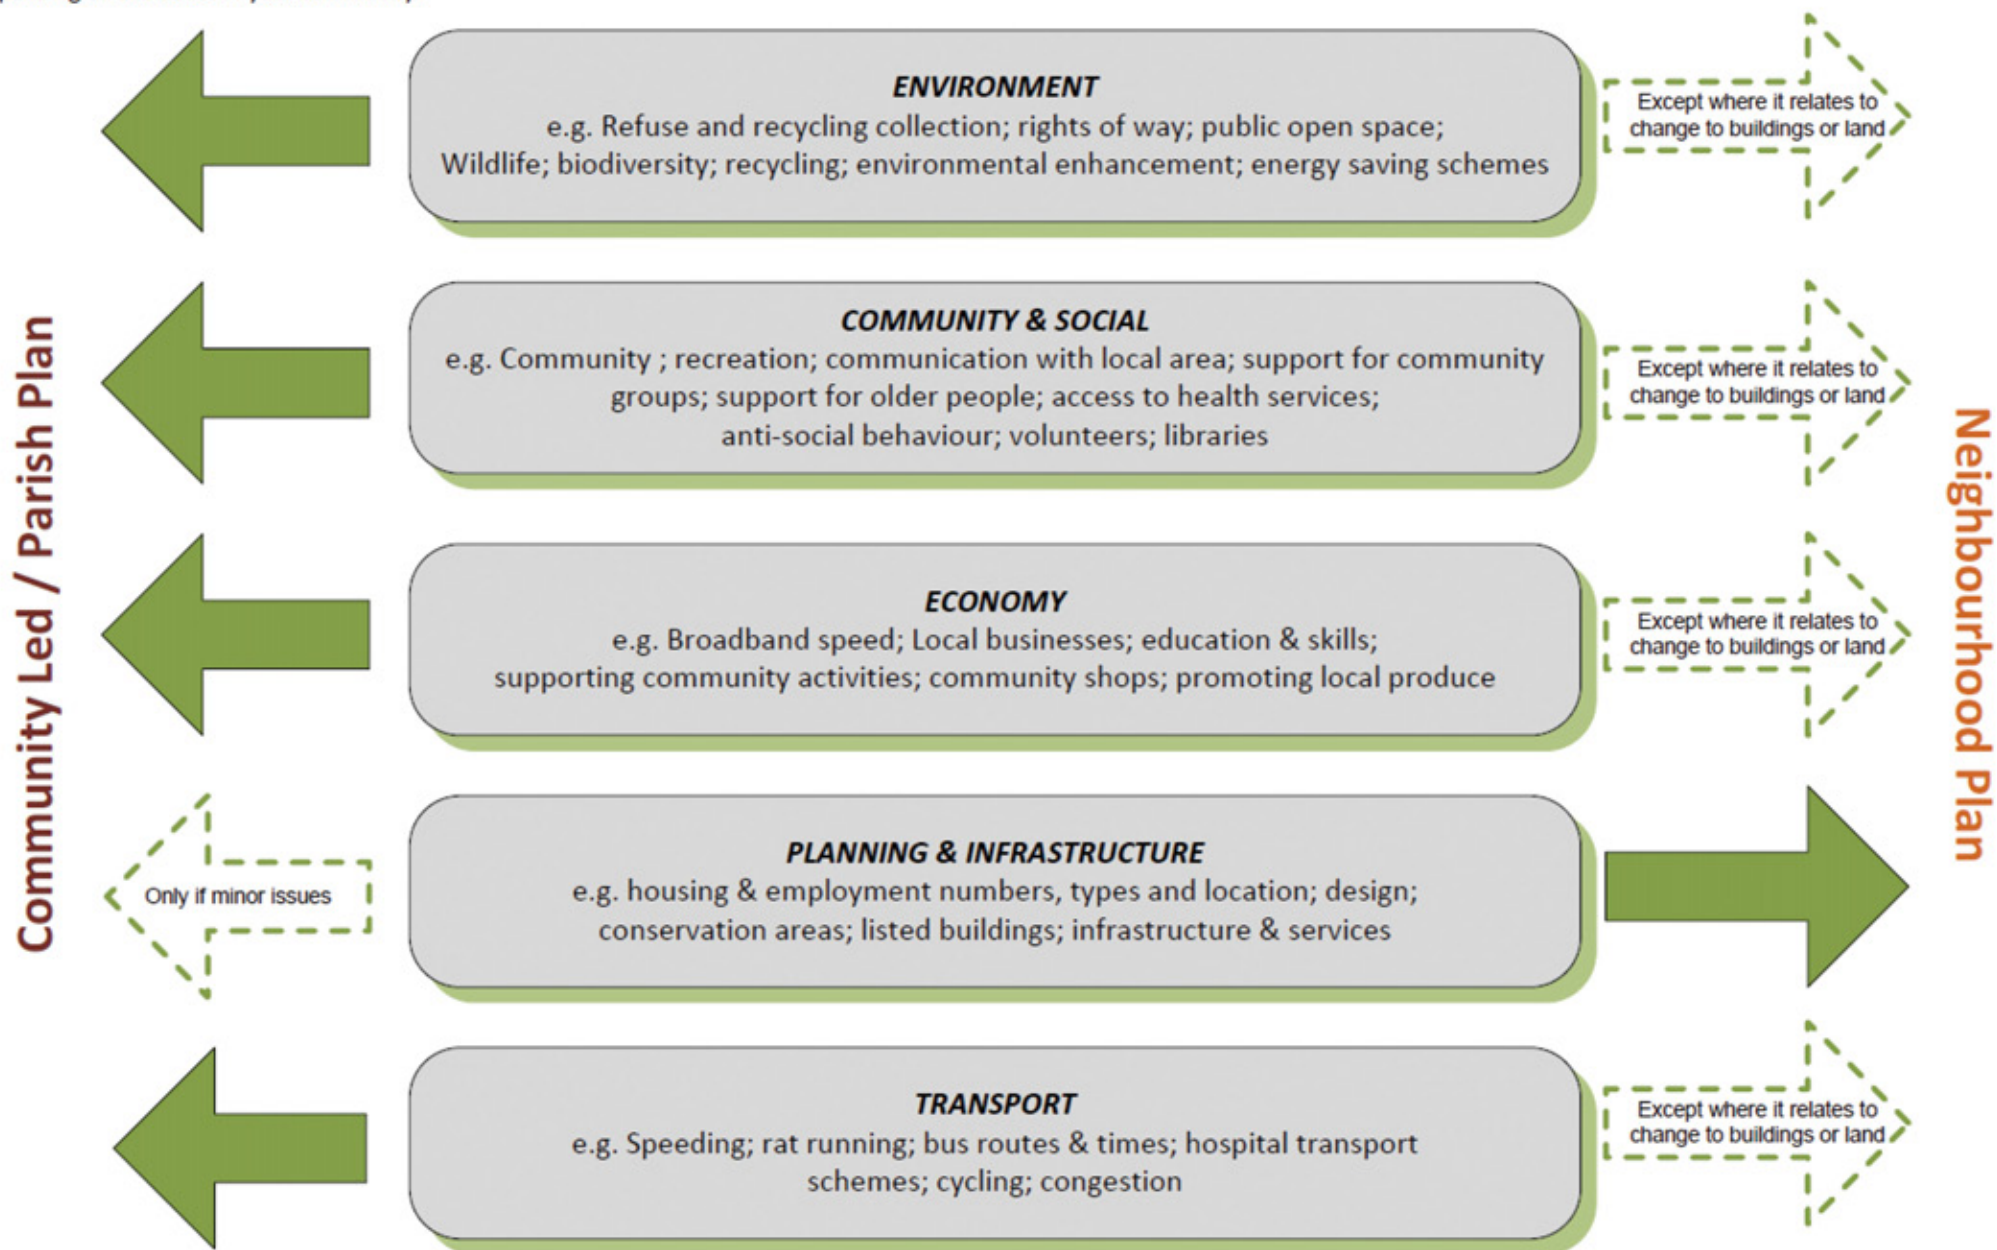 ENVIRONMENT
e.g. Refuse and recycling collection; rights of way; public open space;
Wildlife; biodiversity; recycling; environmental enhancement; energy saving schemes
Except where it relates to
change to buildings or land
COMMUNITY & SOCIAL
e.g. Community ; recreation; communication with local area; support for community
groups; support for older people; access to health services;
anti-social behaviour; volunteers; libraries
Except where it relates to
change to buildings or land
Community Led / Parish Plan
Neighbourhood Plan
ECONOMY
e.g. Broadband speed; Local businesses; education & skills;
supporting community activities; community shops; promoting local produce
Except where it relates to
change to buildings or land
Only if minor issues
PLANNING & INFRASTRUCTURE
e.g. housing & employment numbers, types and location; design;
conservation areas; listed buildings; infrastructure & services
TRANSPORT
e.g. Speeding; rat running; bus routes & times; hospital transport
schemes; cycling; congestion
Except where it relates to
change to buildings or land